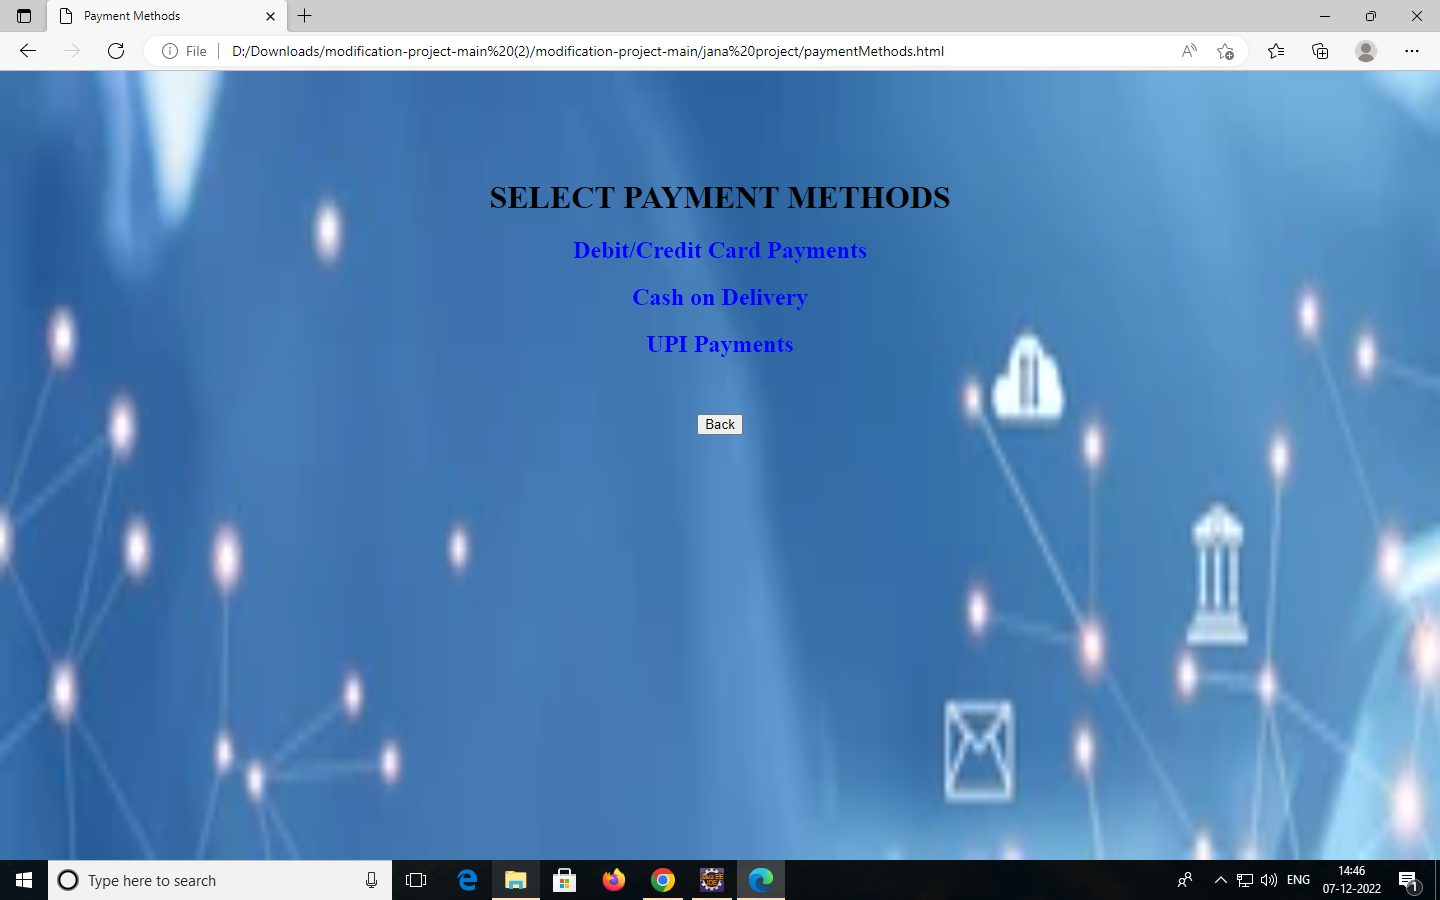 Payment Methods
File
D:/Downloads/modification-project-main%20(2)/modification-project-main/jana%20project/paymentMethods.html
SELECT PAYMENT METHODS
Debit/Credit Card Payments
Cash on Delivery
UPI Payments
Back
Type here to search
ENG
14:46
07-12-2022
1